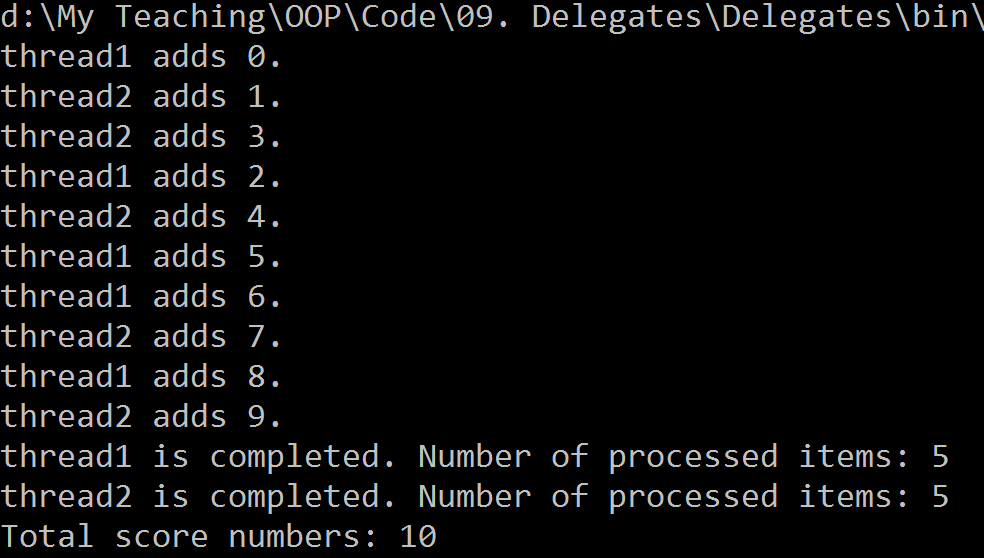 d:\My Teaching\OOP\Code\09. Delegates\Delegates\bin\
thread1 adds 0.
thread2 adds 1.
thread2 adds 3.
thread1 adds 2.
thread2 adds 4.
thread1 adds 5.
thread1 adds 6.
thread2 adds 7.
thread1 adds 8.
thread2 adds 9.
thread1 is completed. Number of processed items: 5
thread2 is completed. Number of processed items: 5
Total score numbers: 10